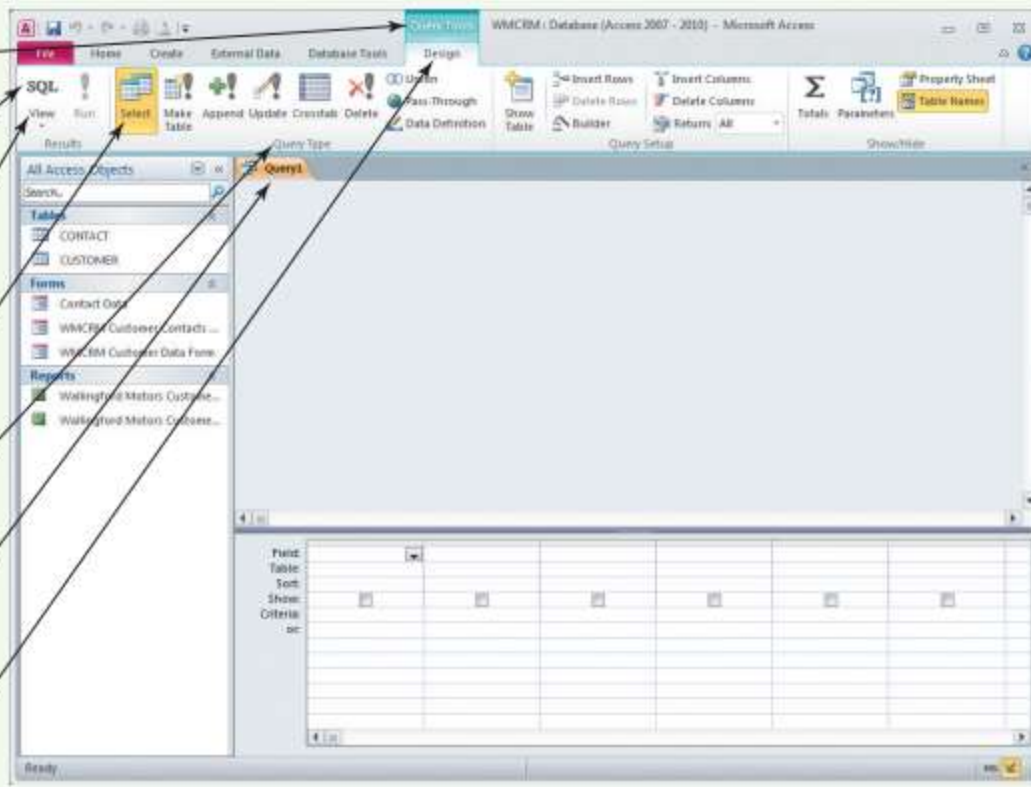 Query Tools WMCRM : Database (Access 2007 - 2010) - Microsoft Access
File Home Create External Data Database Tools Design
SQL
View Run Select Make Table Append Update Crosstab Delete
Union
Pass-Through
Data Definition
Show Table
Insert Rows
Delete Rows
Builder
Insert Columns
Delete Columns
Return: All
Totals Parameters
Property Sheet
Table Names
Results Query Type Query Setup Show/Hide
All Access Objects
Search..
Tables
CONTACT
CUSTOMER
Forms
Contact Data
WMCRM Customer Contacts ...
WMCRM Customer Data Form
Reports
Wallingford Motors Custome...
Wallingford Motors Custome...
Query1
Field:
Table:
Sort:
Show:
Criteria:
or:
Ready